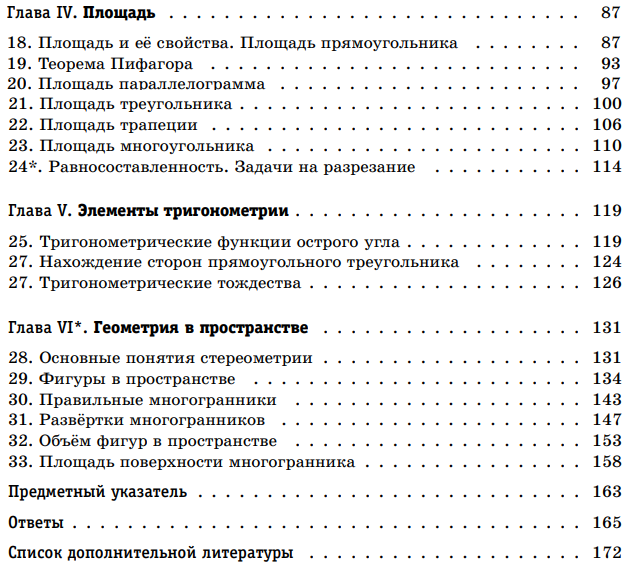 Глава IV. Площадь . . . . . . . . . . . . . . . . . . . . . . . . . . 87
18. Площадь и её свойства. Площадь прямоугольника . . . . . . . 87
19. Теорема Пифагора . . . . . . . . . . . . . . . . . . . . . . . . 93
20. Площадь параллелограмма . . . . . . . . . . . . . . . . . . . 97
21. Площадь треугольника . . . . . . . . . . . . . . . . . . . . . 100
22. Площадь трапеции . . . . . . . . . . . . . . . . . . . . . . . 106
23. Площадь многоугольника . . . . . . . . . . . . . . . . . . . . 110
24*. Равносоставленность. Задачи на разрезание . . . . . . . . . 114
Глава V. Элементы тригонометрии . . . . . . . . . . . . . . . . . . 119
25. Тригонометрические функции острого угла . . . . . . . . . . . 119
27. Нахождение сторон прямоугольного треугольника . . . . . . . 124
27. Тригонометрические тождества . . . . . . . . . . . . . . . . . 126
Глава VI*. Геометрия в пространстве . . . . . . . . . . . . . . . . 131
28. Основные понятия стереометрии . . . . . . . . . . . . . . . . 131
29. Фигуры в пространстве . . . . . . . . . . . . . . . . . . . . 134
30. Правильные многогранники . . . . . . . . . . . . . . . . . . 143
31. Развёртки многогранников . . . . . . . . . . . . . . . . . . . 147
32. Объём фигур в пространстве . . . . . . . . . . . . . . . . . . 153
33. Площадь поверхности многогранника . . . . . . . . . . . . . . 158
Предметный указатель . . . . . . . . . . . . . . . . . . . . . . . 163
Ответы . . . . . . . . . . . . . . . . . . . . . . . . . . . . . . 165
Список дополнительной литературы . . . . . . . . . . . . . . . . . 172